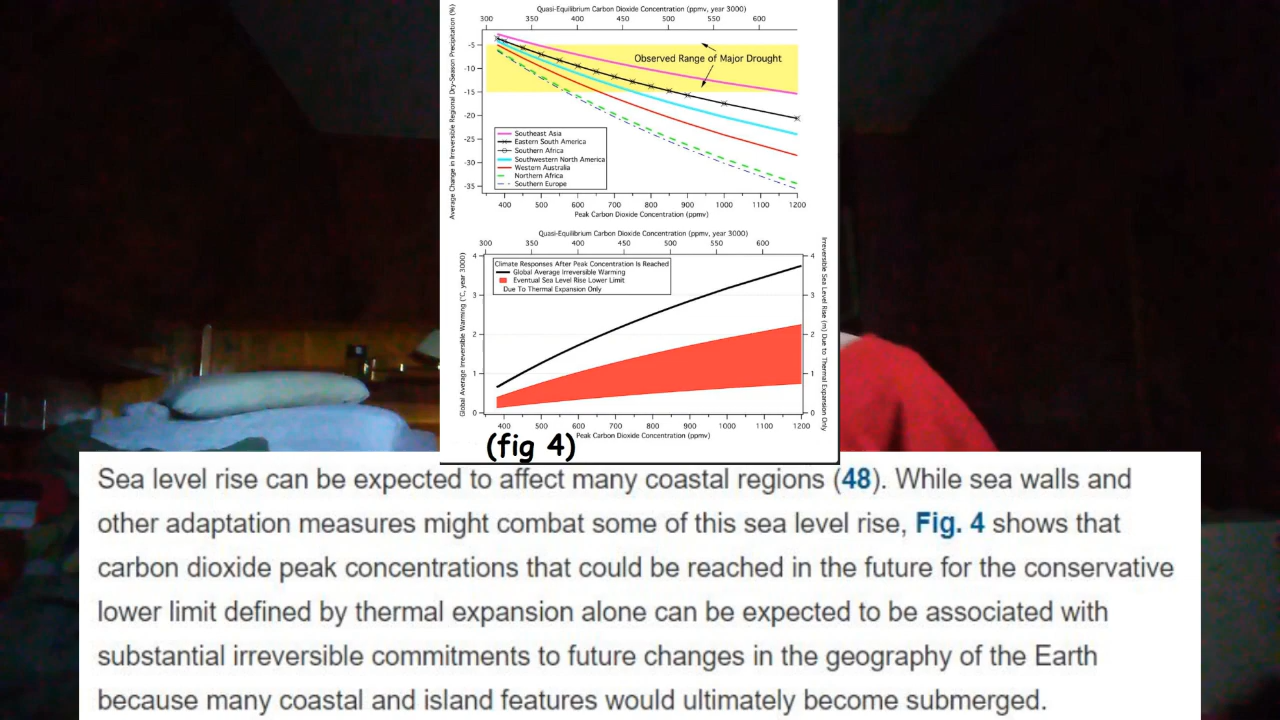 Quasi-Equilibrium Carbon Dioxide Concentration (ppmv, year 3000)
300 350 400 450 500 550 600
Average Change in Irreversible Regional Dry-Season Precipitation (%)
-5
-10
-15
-20
-25
-30
-35
Observed Range of Major Drought
Southeast Asia
Eastern South America
Southern Africa
Southwestern North America
Western Australia
Northern Africa
Southern Europe
400 500 600 700 800 900 1000 1100 1200
Peak Carbon Dioxide Concentration (ppmv)
Quasi-Equilibrium Carbon Dioxide Concentration (ppmv, year 3000)
300 350 400 450 500 550 600
Global Average Irreversible Warming (°C, year 3000)
4
3
2
1
0
Climate Responses After Peak Concentration Is Reached
Global Average Irreversible Warming
Eventual Sea Level Rise Lower Limit
Due To Thermal Expansion Only
4
3
2
1
0
Irreversible Sea Level Rise (m) Due to Thermal Expansion Only
400 500 600 700 800 900 1000 1100 1200
Peak Carbon Dioxide Concentration (ppmv)
(fig 4)
Sea level rise can be expected to affect many coastal regions (48). While sea walls and
other adaptation measures might combat some of this sea level rise, Fig. 4 shows that
carbon dioxide peak concentrations that could be reached in the future for the conservative
lower limit defined by thermal expansion alone can be expected to be associated with
substantial irreversible commitments to future changes in the geography of the Earth
because many coastal and island features would ultimately become submerged.